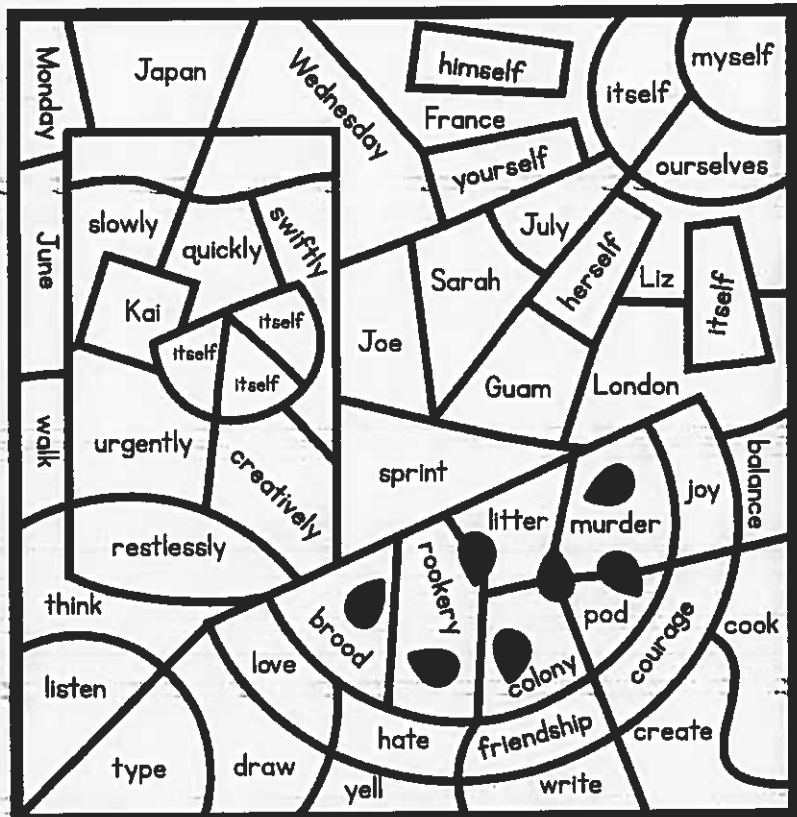 Monday
Japan
Wednesday
himself
France
yourself
itself
myself
ourselves
June
slowly
quickly
swiftly
Kai
itself
itself
itself
July
Sarah
Joe
herself
Liz
itself
Guam
London
walk
urgently
creatively
restlessly
sprint
litter
murder
joy
balance
think
brood
rookery
pod
colony
courage
cook
listen
love
hate
friendship
create
type
draw
yell
write